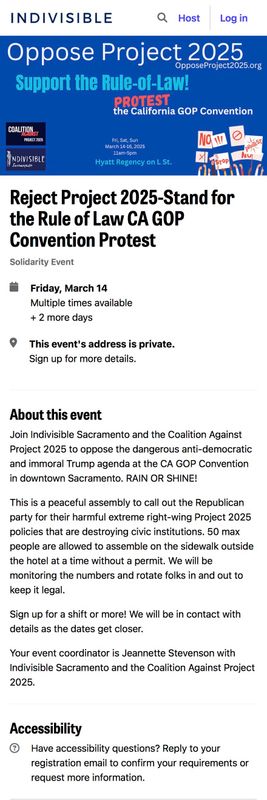 INDIVISIBLE
Host
Log in
Oppose Project 2025
OpposeProject2025.org
Support the Rule-of-Law!
PROTEST
the California GOP Convention
COALITION
AGAINST
PROJECT 2025
Fri, Sat, Sun
March 14-16, 2025
11am-5pm
INDIVISIBLE
Sacramento
Hyatt Regency on L St.
NO!
STOP
Reject Project 2025-Stand for
the Rule of Law CA GOP
Convention Protest
Solidarity Event
Friday, March 14
Multiple times available
+ 2 more days
This event's address is private.
Sign up for more details.
About this event
Join Indivisible Sacramento and the Coalition Against
Project 2025 to oppose the dangerous anti-democratic
and immoral Trump agenda at the CA GOP Convention
in downtown Sacramento. RAIN OR SHINE!
This is a peaceful assembly to call out the Republican
party for their harmful extreme right-wing Project 2025
policies that are destroying civic institutions. 50 max
people are allowed to assemble on the sidewalk outside
the hotel at a time without a permit. We will be
monitoring the numbers and rotate folks in and out to
keep it legal.
Sign up for a shift or more! We will be in contact with
details as the dates get closer.
Your event coordinator is Jeannette Stevenson with
Indivisible Sacramento and the Coalition Against Project
2025.
Accessibility
Have accessibility questions? Reply to your
registration email to confirm your requirements or
request more information.